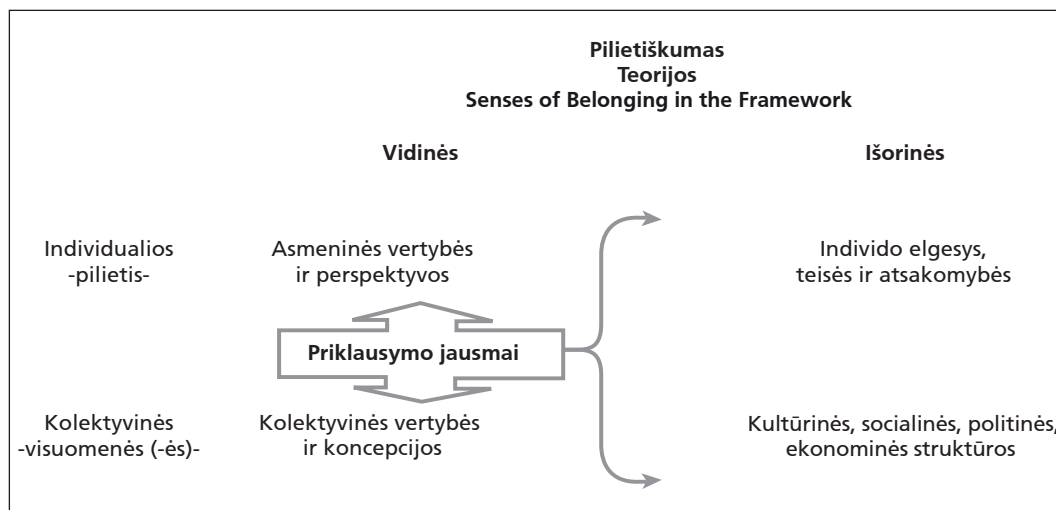 Pilietiškumas
Teorijos
Senses of Belonging in the Framework
Vidinės
Išorinės
Individualios
-pilietis-
Asmeninės vertybės
ir perspektyvos
Individo elgesys,
teisės ir atsakomybės
Priklausymo jausmai
Kolektyvinės
-visuomenės (-ės)-
Kolektyvinės vertybės
ir koncepcijos
Kultūrinės, socialinės, politinės,
ekonominės struktūros